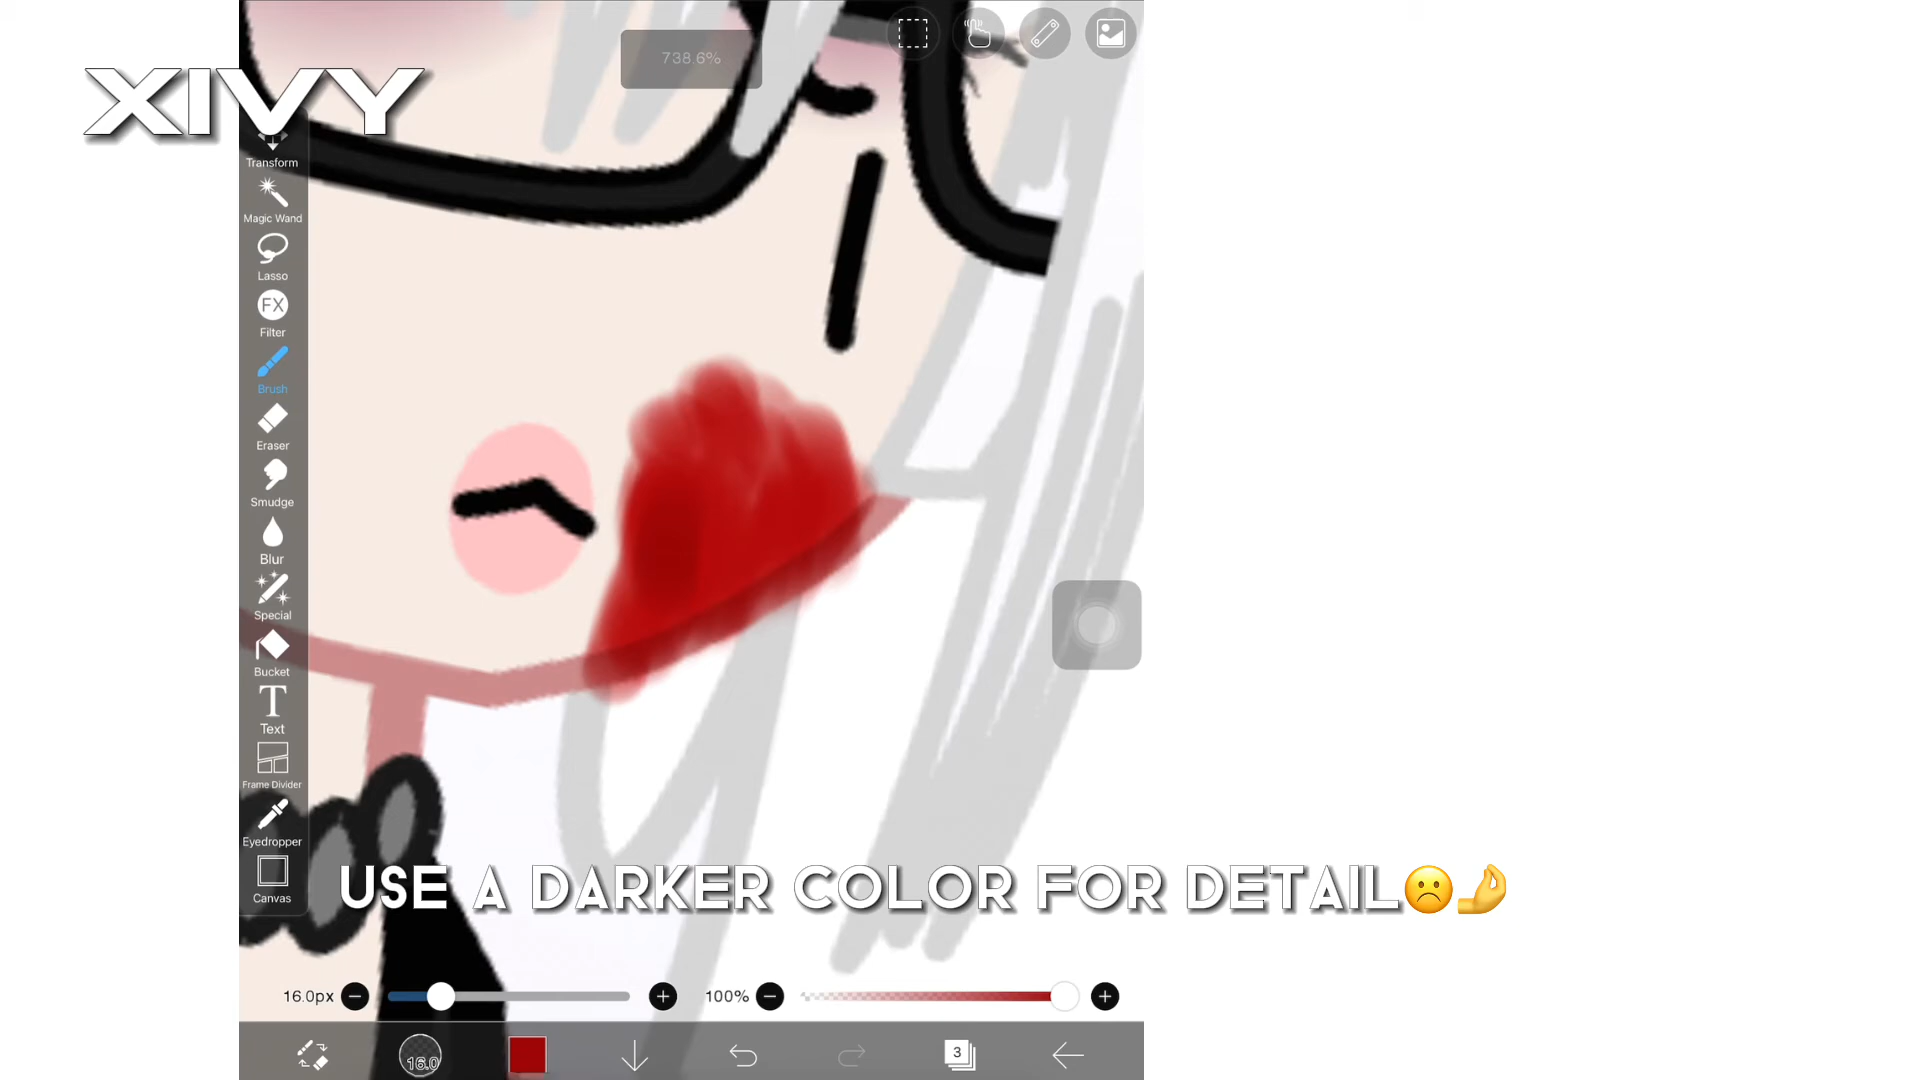 738.6%
XIVY
Transform
Magic Wand
Lasso
FX
Filter
Brush
Eraser
Smudge
Blur
Special
Bucket
T
Text
Frame Divider
Eyedropper
Canvas
USE A DARKER COLOR FOR DETAIL☹️🤌
16.0px
100%
16.0
3